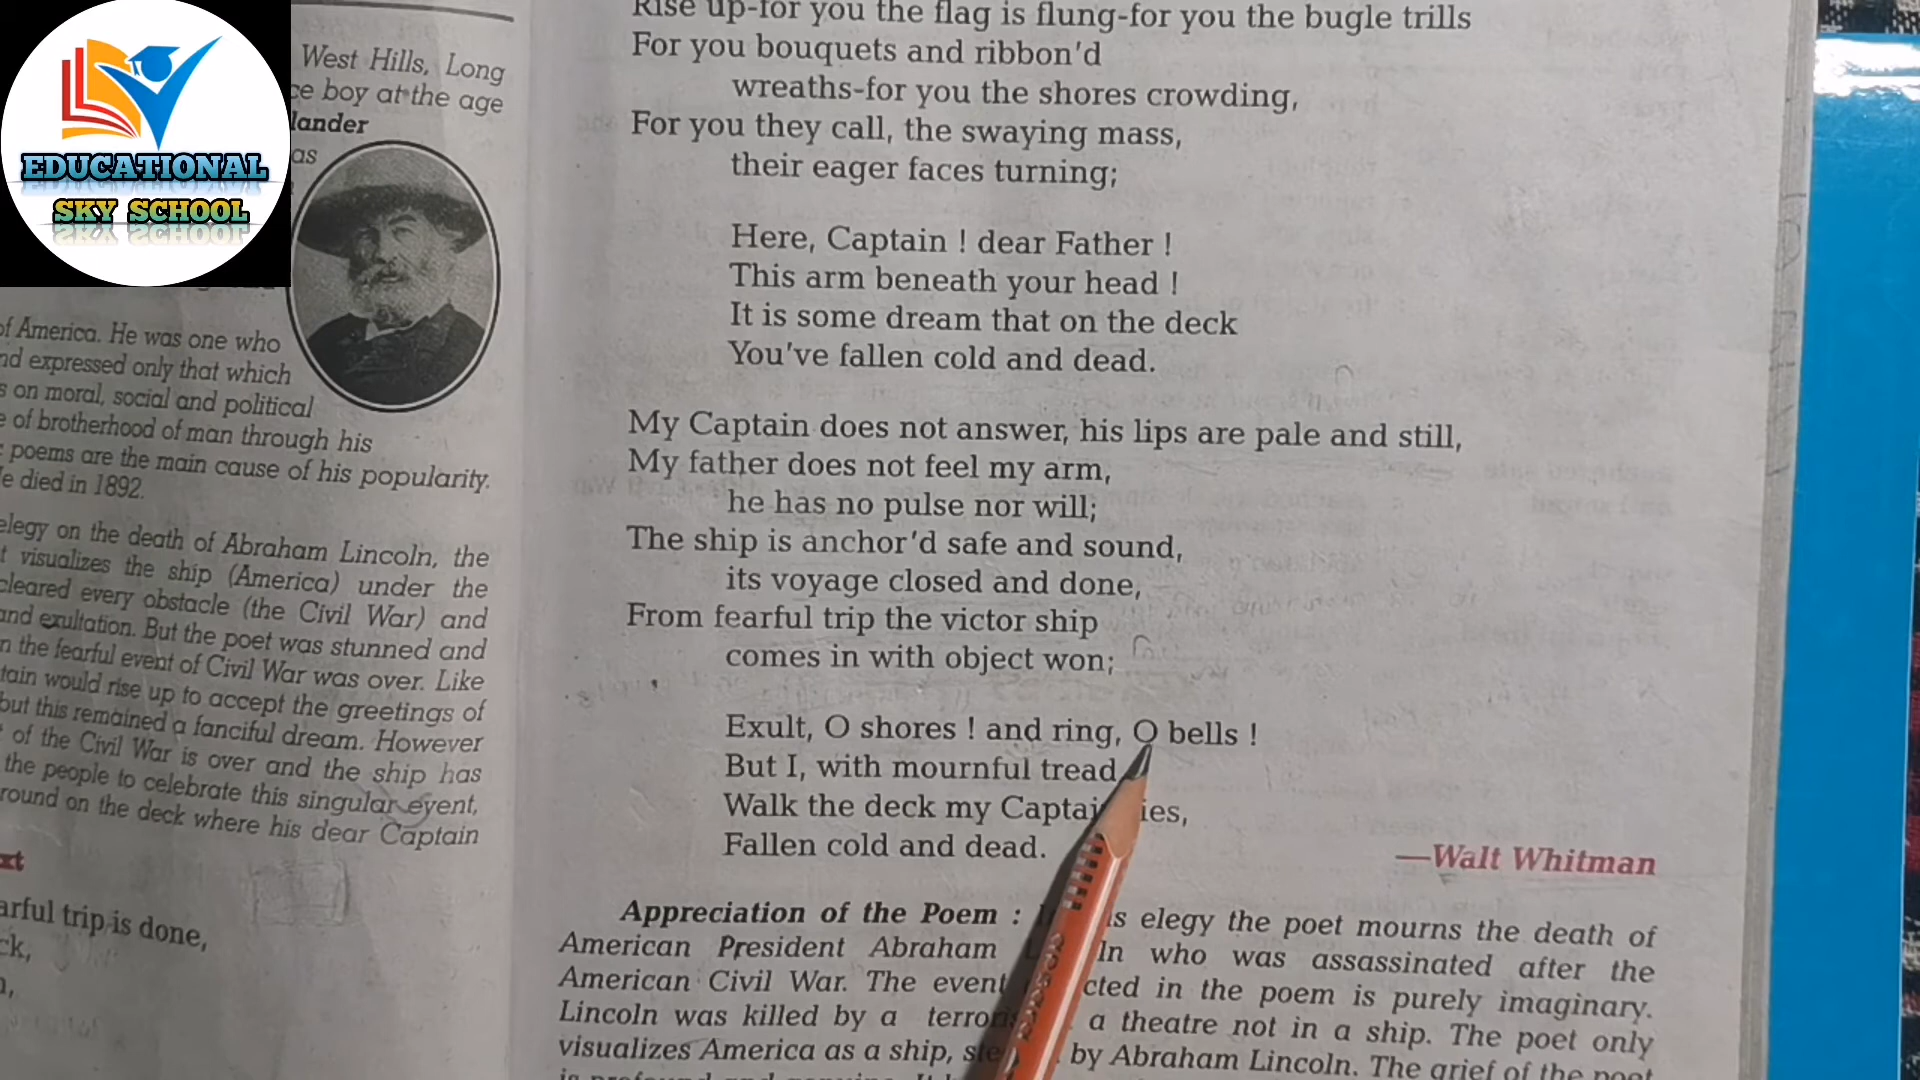 EDUCATIONAL
SKY SCHOOL
West Hills, Long
boy at the age
lander
as
of America. He was one who
nd expressed only that which
s on moral, social and political
e of brotherhood of man through his
poems are the main cause of his popularity.
He died in 1892.
elegy on the death of Abraham Lincoln, the
t visualizes the ship (America) under the
cleared every obstacle (the Civil War) and
and exultation. But the poet was stunned and
n the fearful event of Civil War was over. Like
tain would rise up to accept the greetings of
but this remained a fanciful dream. However
of the Civil War is over and the ship has
the people to celebrate this singular event,
round on the deck where his dear Captain
xt
arful trip is done,
ck,
Rise up-for you the flag is flung-for you the bugle trills
For you bouquets and ribbon'd
wreaths-for you the shores crowding,
For you they call, the swaying mass,
their eager faces turning;
Here, Captain ! dear Father !
This arm beneath your head !
It is some dream that on the deck
You've fallen cold and dead.
My Captain does not answer, his lips are pale and still,
My father does not feel my arm,
he has no pulse nor will;
The ship is anchor'd safe and sound,
its voyage closed and done,
From fearful trip the victor ship
comes in with object won;
Exult, O shores ! and ring, O bells !
But I, with mournful tread
Walk the deck my Captain lies,
Fallen cold and dead.
—Walt Whitman
Appreciation of the Poem : elegy the poet mourns the death of
American President Abraham who was assassinated after the
American Civil War. The event in the poem is purely imaginary.
Lincoln was killed by a a theatre not in a ship. The poet only
visualizes America as a ship, by Abraham Lincoln. The grief of the poet